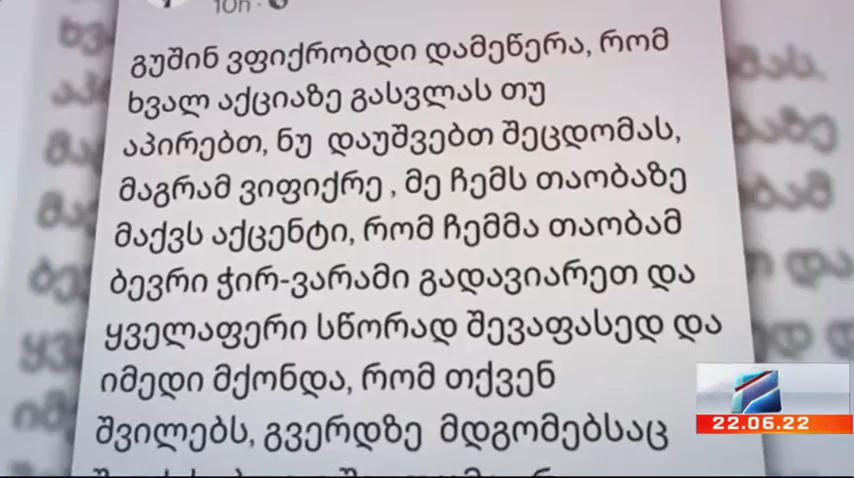 10h
გუშინ ვფიქრობდი დამეწერა, რომ
ხვალ აქციაზე გასვლას თუ
აპირებთ, ნუ დაუშვებთ შეცდომას,
მაგრამ ვიფიქრე , მე ჩემს თაობაზე
მაქვს აქცენტი, რომ ჩემმა თაობამ
ბევრი ჭირ-ვარამი გადავიარეთ და
ყველაფერი სწორად შევაფასედ და
იმედი მქონდა, რომ თქვენ
შვილებს, გვერდზე მდგომებსაც
22.06.22